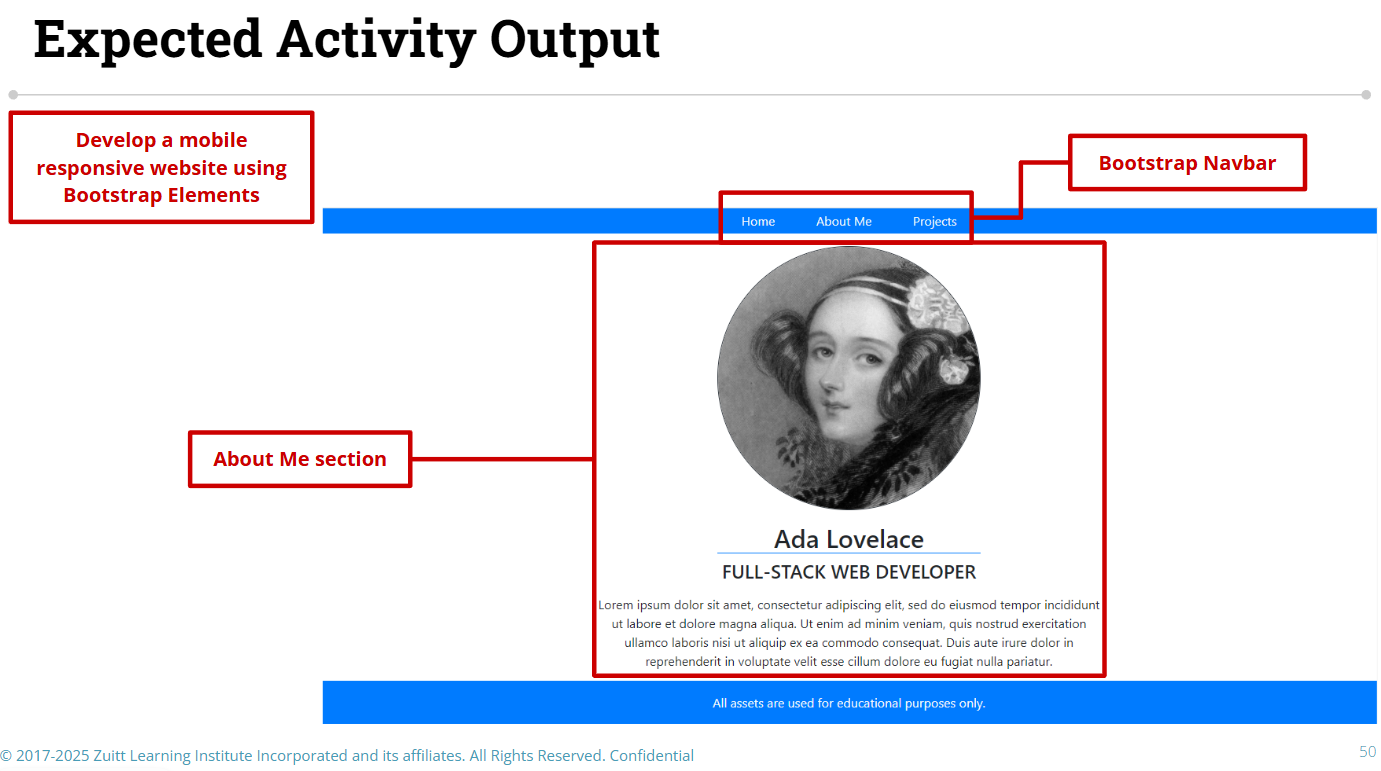 Expected Activity Output
Develop a mobile
responsive website using
Bootstrap Elements
Bootstrap Navbar
Home About Me Projects
About Me section
Ada Lovelace
FULL-STACK WEB DEVELOPER
Lorem ipsum dolor sit amet, consectetur adipiscing elit, sed do eiusmod tempor incididunt
ut labore et dolore magna aliqua. Ut enim ad minim veniam, quis nostrud exercitation
ullamco laboris nisi ut aliquip ex ea commodo consequat. Duis aute irure dolor in
reprehenderit in voluptate velit esse cillum dolore eu fugiat nulla pariatur.
All assets are used for educational purposes only.
© 2017-2025 Zuitt Learning Institute Incorporated and its affiliates. All Rights Reserved. Confidential
50